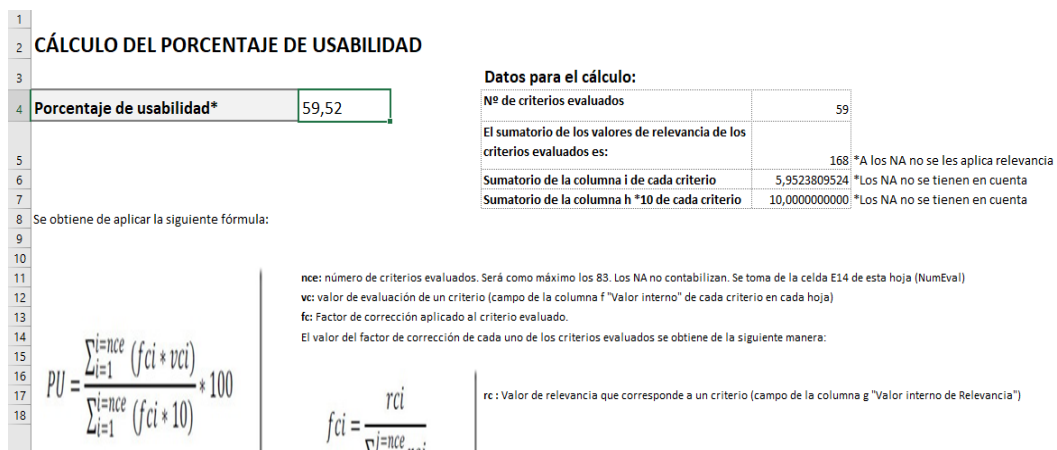 1
2 CÁLCULO DEL PORCENTAJE DE USABILIDAD
3 Datos para el cálculo:
4 Porcentaje de usabilidad* 59,52 Nº de criterios evaluados 59
El sumatorio de los valores de relevancia de los
criterios evaluados es:
5 168 *A los NA no se les aplica relevancia
6 Sumatorio de la columna i de cada criterio 5,9523809524 *Los NA no se tienen en cuenta
7 Sumatorio de la columna h *10 de cada criterio 10,0000000000 *Los NA no se tienen en cuenta
8 Se obtiene de aplicar la siguiente fórmula:
9
10
11 nce: número de criterios evaluados. Será como máximo los 83. Los NA no contabilizan. Se toma de la celda E14 de esta hoja (NumEval)
12 vc: valor de evaluación de un criterio (campo de la columna f "Valor interno" de cada criterio en cada hoja)
13 fc: Factor de corrección aplicado al criterio evaluado.
14 El valor del factor de corrección de cada uno de los criterios evaluados se obtiene de la siguiente manera:
15
16
17 rc : Valor de relevancia que corresponde a un criterio (campo de la columna g "Valor interno de Relevancia")
18
PU = ∑i=1 i=nce (fci * vci) / ∑i=1 i=nce (fci * 10) * 100
fci = rci / ∑i=nce